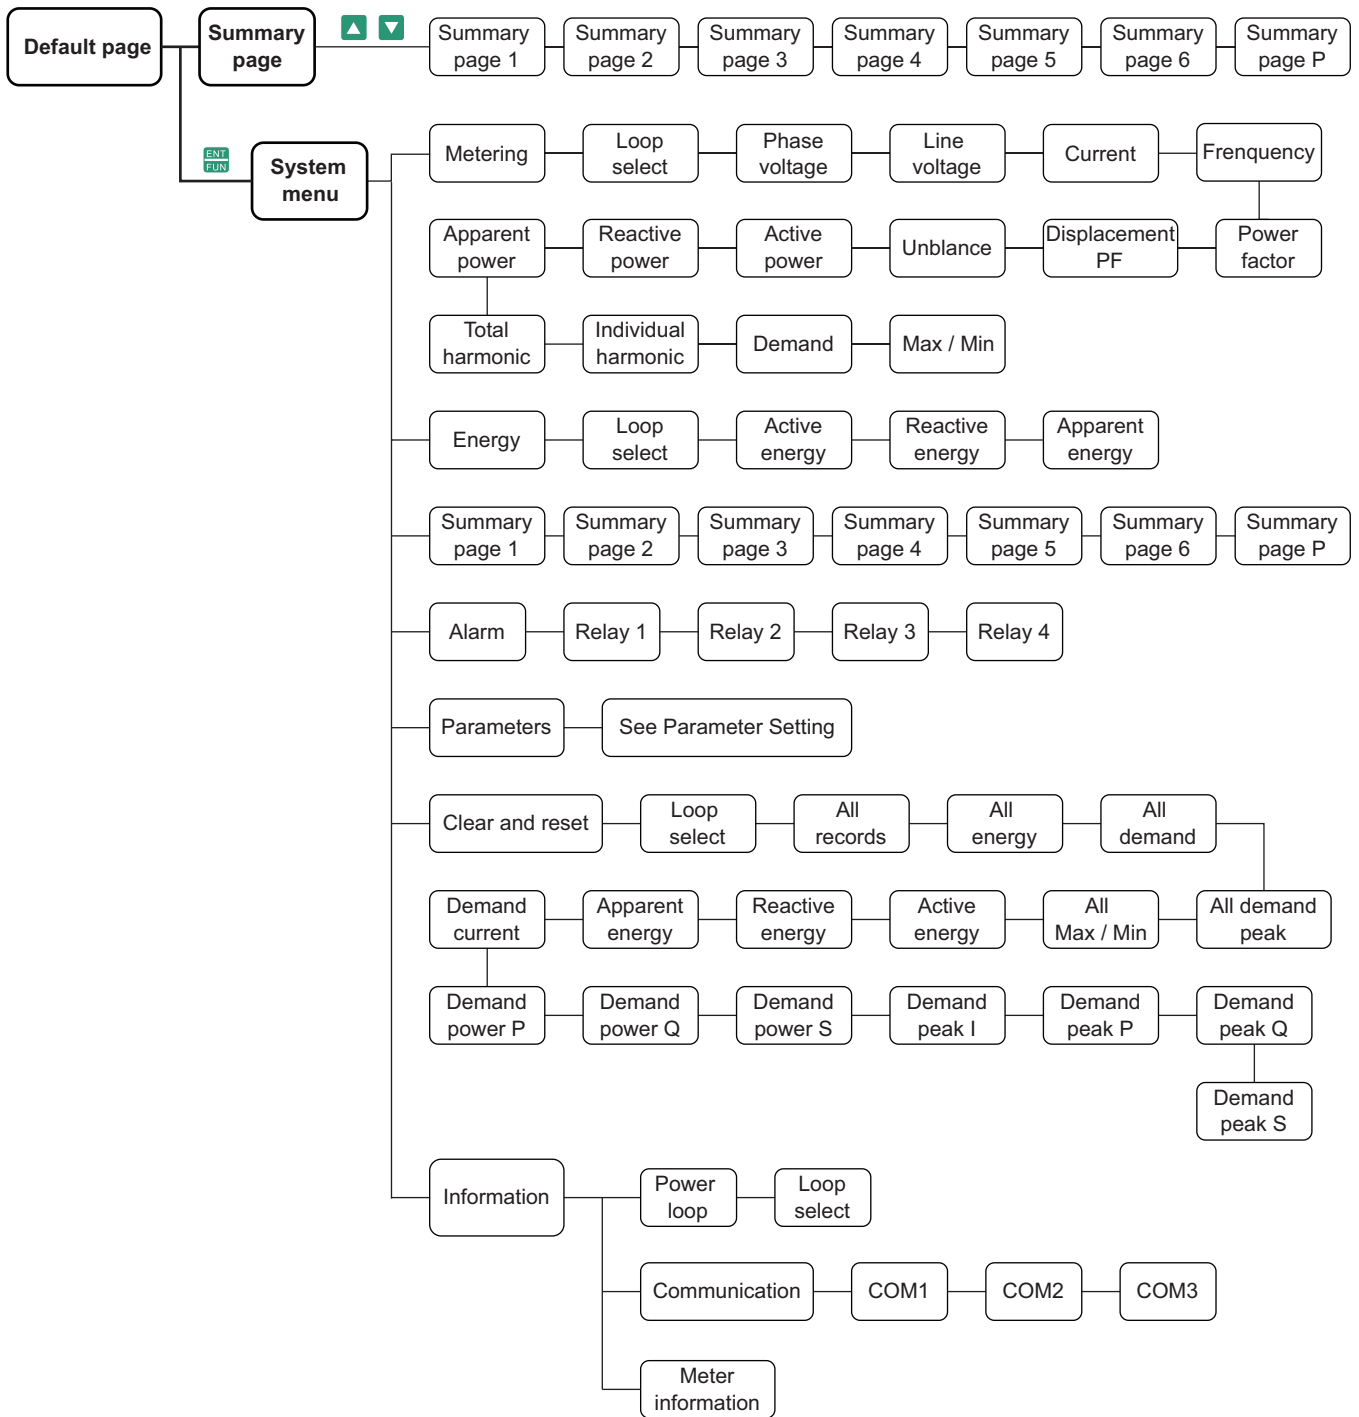 Default page
Summary
page
Summary
page 1
Summary
page 2
Summary
page 3
Summary
page 4
Summary
page 5
Summary
page 6
Summary
page P
ENT
FUN
System
menu
Metering
Loop
select
Phase
voltage
Line
voltage
Current
Frenquency
Apparent
power
Reactive
power
Active
power
Unblance
Displacement
PF
Power
factor
Total
harmonic
Individual
harmonic
Demand
Max / Min
Energy
Loop
select
Active
energy
Reactive
energy
Apparent
energy
Summary
page 1
Summary
page 2
Summary
page 3
Summary
page 4
Summary
page 5
Summary
page 6
Summary
page P
Alarm
Relay 1
Relay 2
Relay 3
Relay 4
Parameters
See Parameter Setting
Clear and reset
Loop
select
All
records
All
energy
All
demand
Demand
current
Apparent
energy
Reactive
energy
Active
energy
All
Max / Min
All demand
peak
Demand
power P
Demand
power Q
Demand
power S
Demand
peak I
Demand
peak P
Demand
peak Q
Demand
peak S
Information
Power
loop
Loop
select
Communication
COM1
COM2
COM3
Meter
information